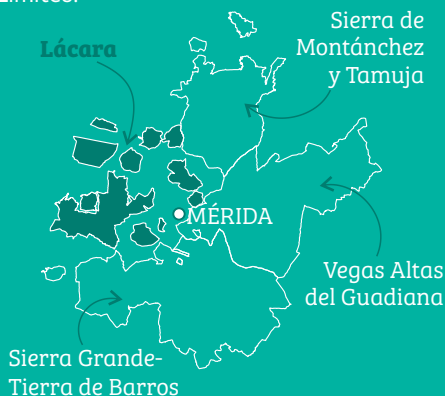 Sierra de
Montánchez
y Tamuja
Lácara
MÉRIDA
Vegas Altas
del Guadiana
Sierra Grande-
Tierra de Barros